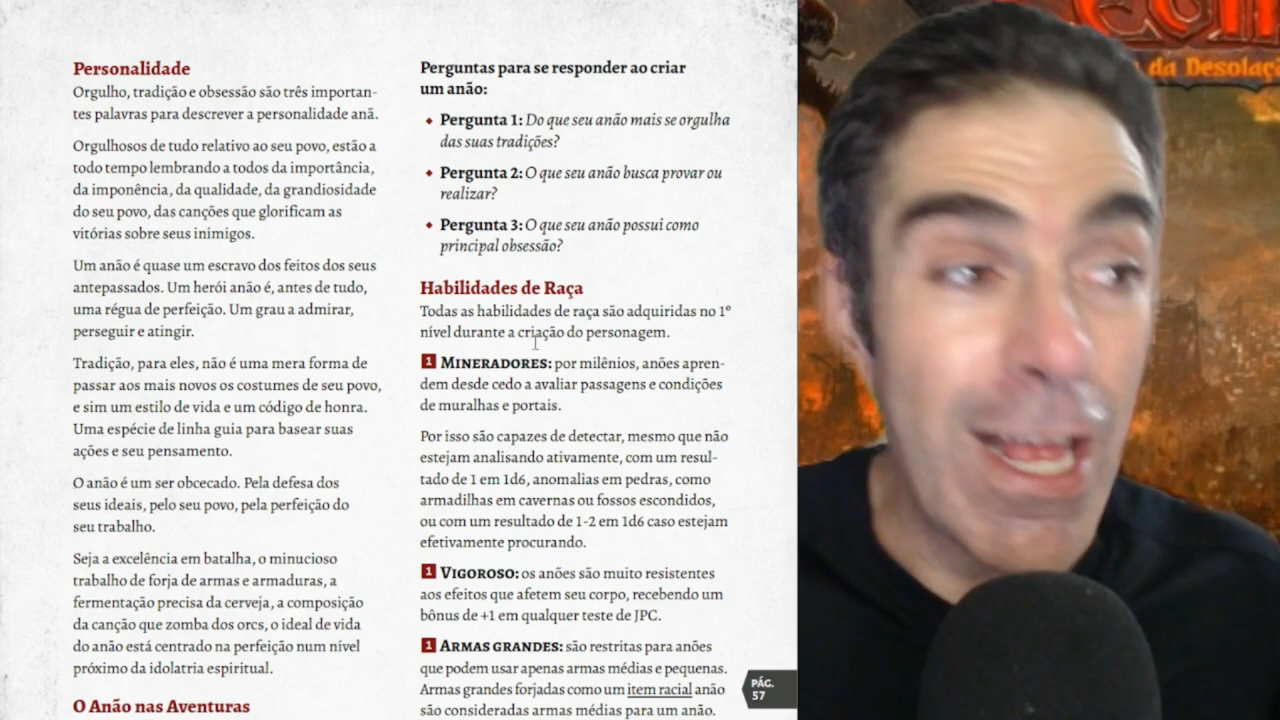 Personalidade
Orgulho, tradição e obsessão são três importan-
tes palavras para descrever a personalidade anã.
Orgulhosos de tudo relativo ao seu povo, estão a
todo tempo lembrando a todos da importância,
da imponência, da qualidade, da grandiosidade
do seu povo, das canções que glorificam as
vitórias sobre seus inimigos.
Um anão é quase um escravo dos feitos dos seus
antepassados. Um herói anão é, antes de tudo,
uma régua de perfeição. Um grau a admirar,
perseguir e atingir.
Tradição, para eles, não é uma mera forma de
passar aos mais novos os costumes de seu povo,
e sim um estilo de vida e um código de honra.
Uma espécie de linha guia para basear suas
ações e seu pensamento.
O anão é um ser obcecado. Pela defesa dos
seus ideais, pelo seu povo, pela perfeição do
seu trabalho.
Seja a excelência em batalha, o minucioso
trabalho de forja de armas e armaduras, a
fermentação precisa da cerveja, a composição
da canção que zomba dos orcs, o ideal de vida
do anão está centrado na perfeição num nível
próximo da idolatria espiritual.
O Anão nas Aventuras
Perguntas para se responder ao criar
um anão:
Pergunta 1: Do que seu anão mais se orgulha
das suas tradições?
Pergunta 2: O que seu anão busca provar ou
realizar?
Pergunta 3: O que seu anão possui como
principal obsessão?
Habilidades de Raça
Todas as habilidades de raça são adquiridas no 1º
nível durante a criação do personagem.
1 MINERADORES: por milênios, anões apren-
dem desde cedo a avaliar passagens e condições
de muralhas e portais.
Por isso são capazes de detectar, mesmo que não
estejam analisando ativamente, com um resul-
tado de 1 em 1d6, anomalias em pedras, como
armadilhas em cavernas ou fossos escondidos,
ou com um resultado de 1-2 em 1d6 caso estejam
efetivamente procurando.
1 VIGOROSO: os anões são muito resistentes
aos efeitos que afetem seu corpo, recebendo um
bônus de +1 em qualquer teste de JPC.
1 ARMAS GRANDES: são restritas para anões
que podem usar apenas armas médias e pequenas.
Armas grandes forjadas como um item racial anão
são consideradas armas médias para um anão.
PÁG.
57
da Desolaç